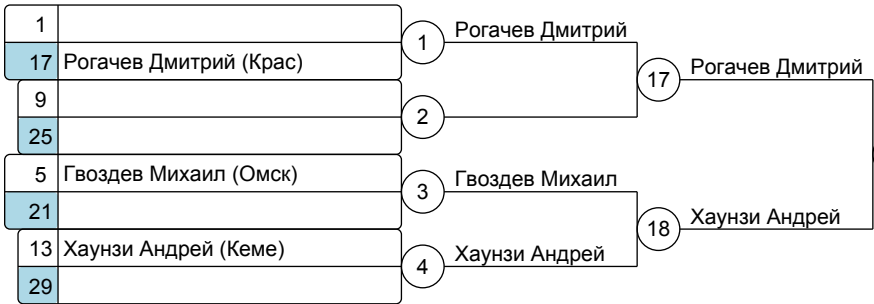 1
1
Рогачев Дмитрий
17 Рогачев Дмитрий (Крас)
17
Рогачев Дмитрий
9
2
25
5 Гвоздев Михаил (Омск)
3
Гвоздев Михаил
21
18
Хаунзи Андрей
13 Хаунзи Андрей (Кеме)
4
Хаунзи Андрей
29